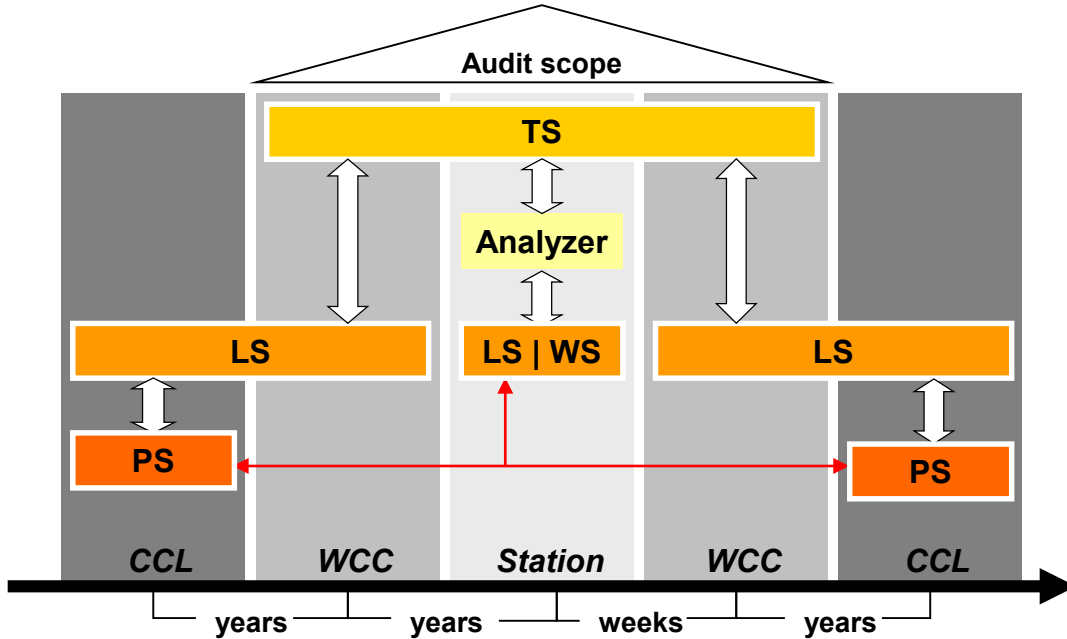 Audit scope
TS
Analyzer
LS
LS | WS
LS
PS
PS
CCL
WCC
Station
WCC
CCL
years
years
weeks
years